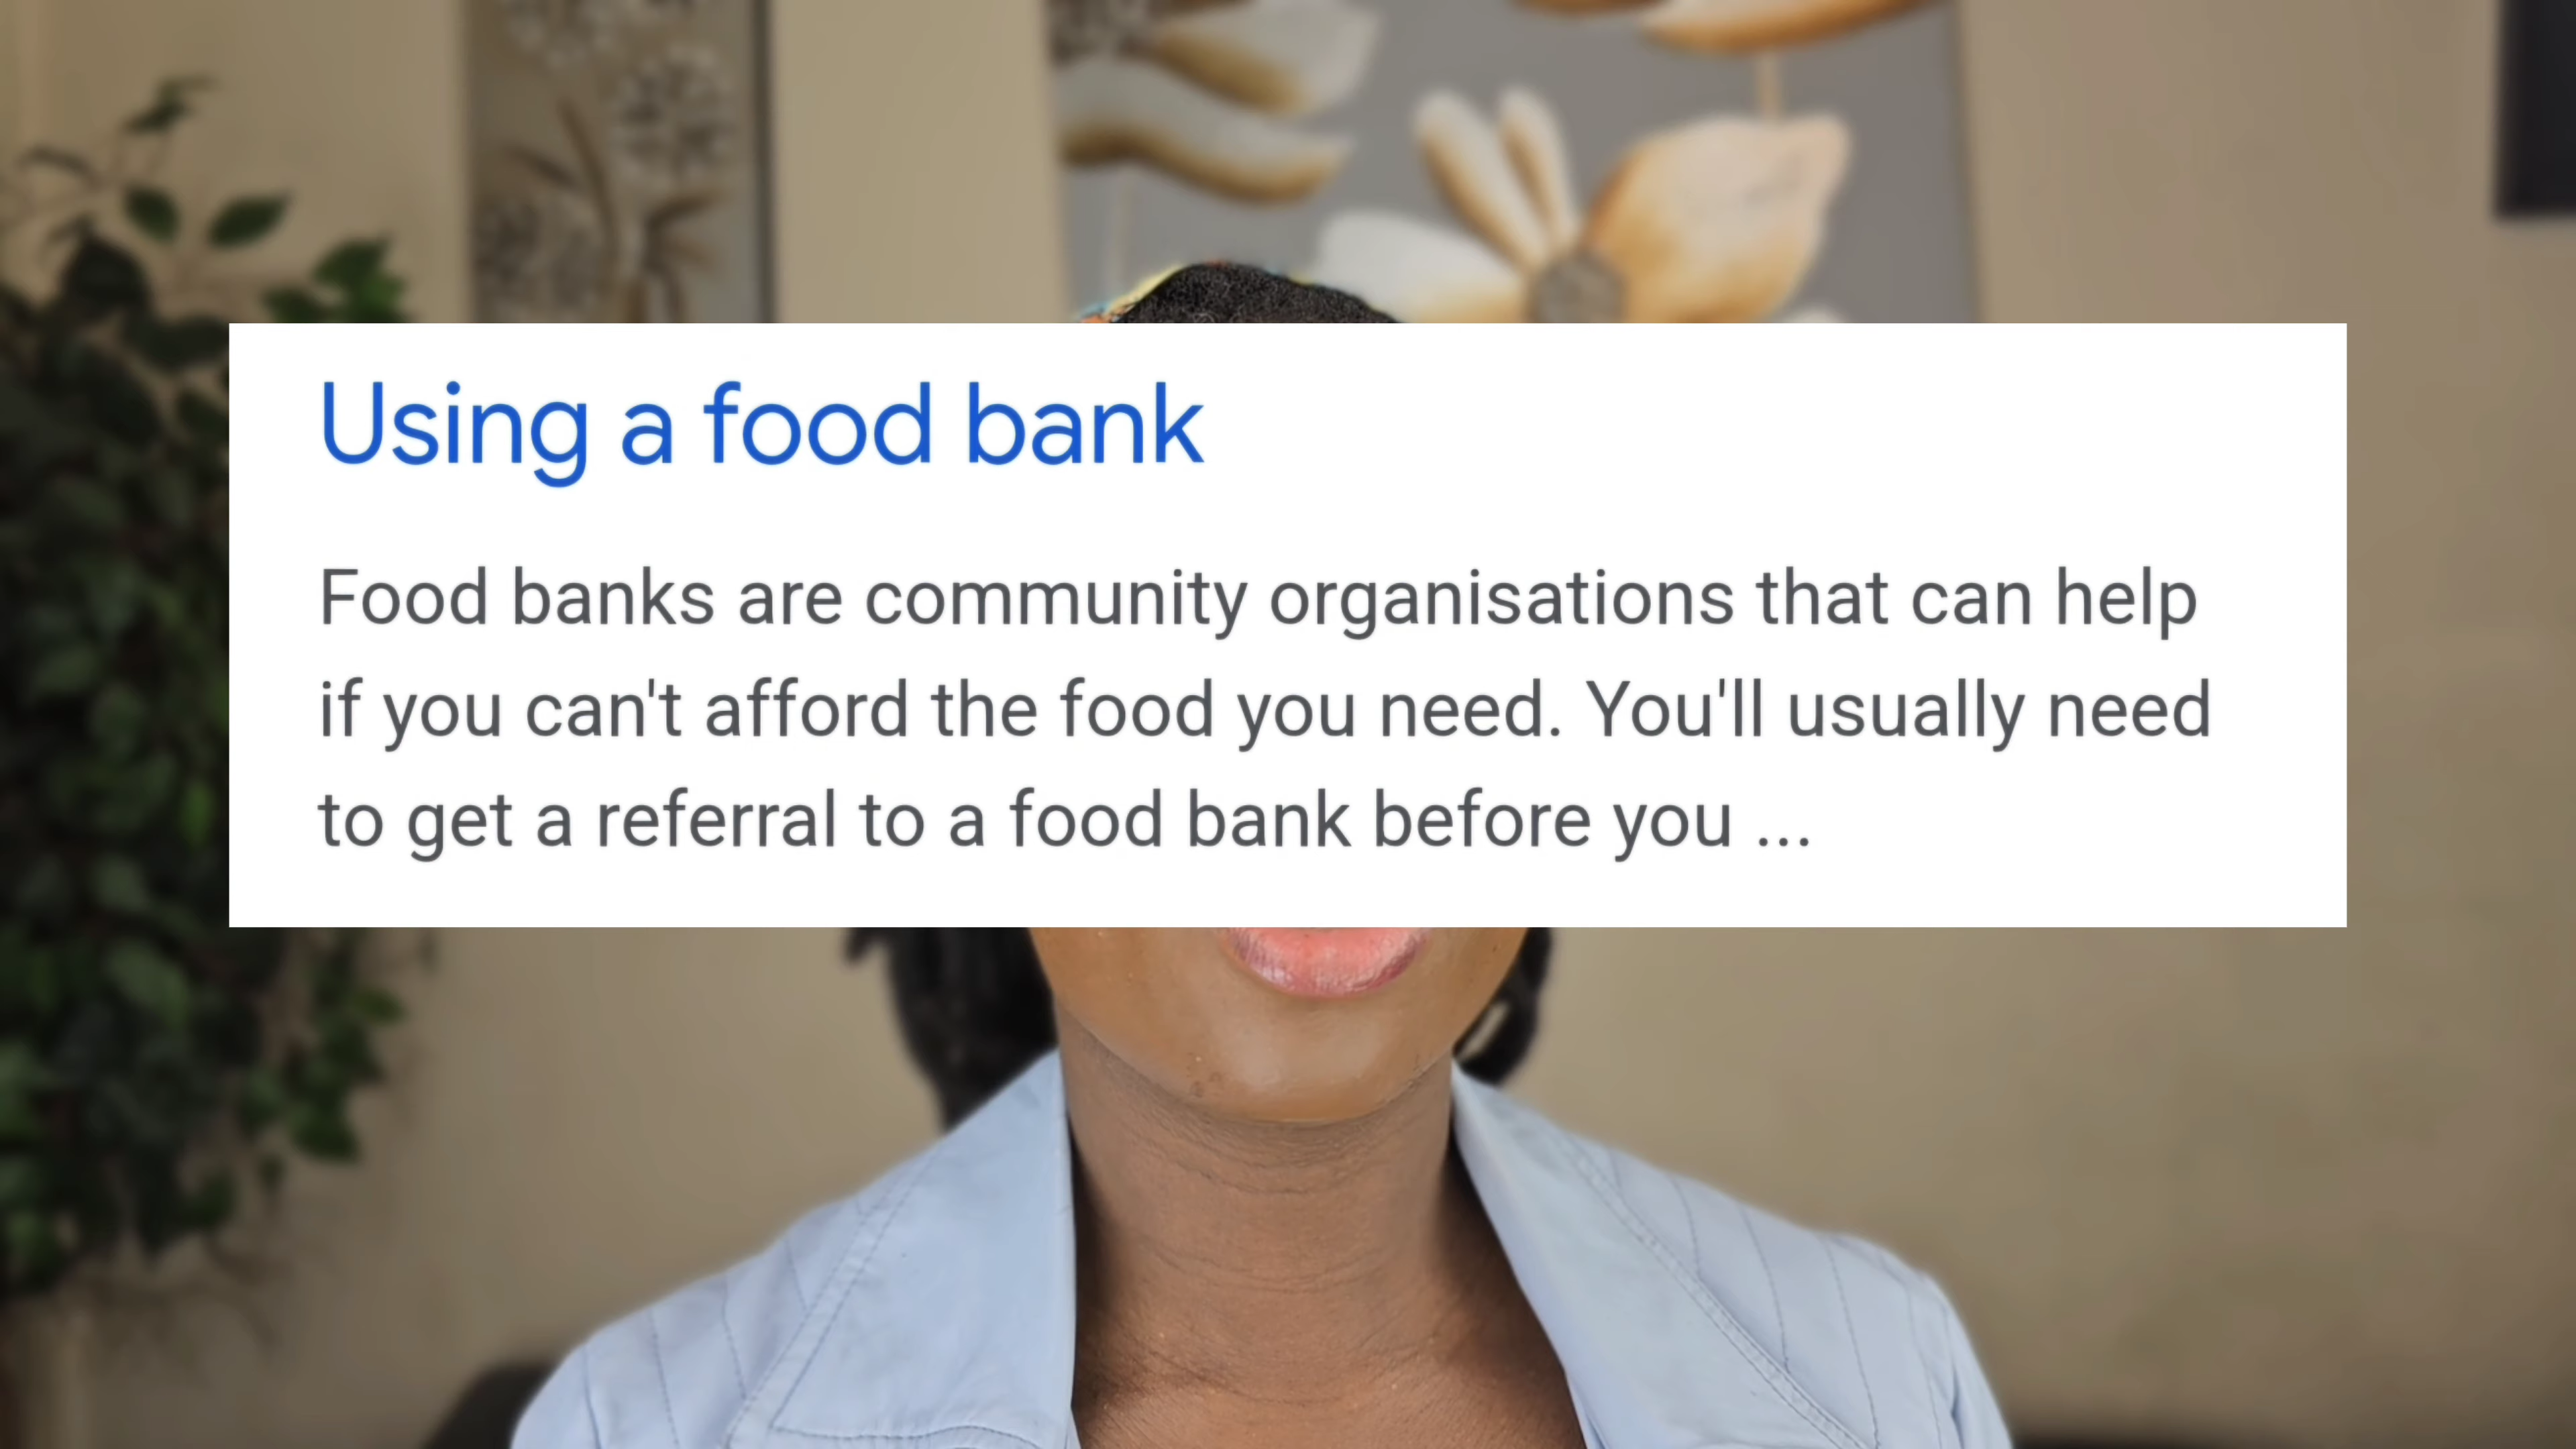 Using a food bank
Food banks are community organisations that can help
if you can't afford the food you need. You'll usually need
to get a referral to a food bank before you ...